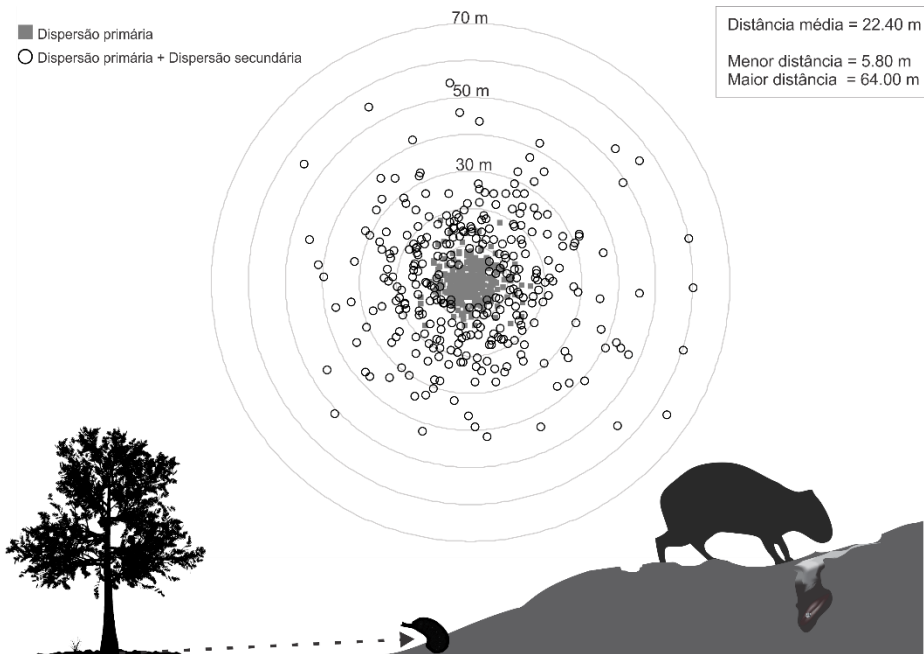 70 m
Dispersão primária
Dispersão primária + Dispersão secundária
Distância média = 22.40 m
Menor distância = 5.80 m
Maior distância = 64.00 m
50 m
30 m